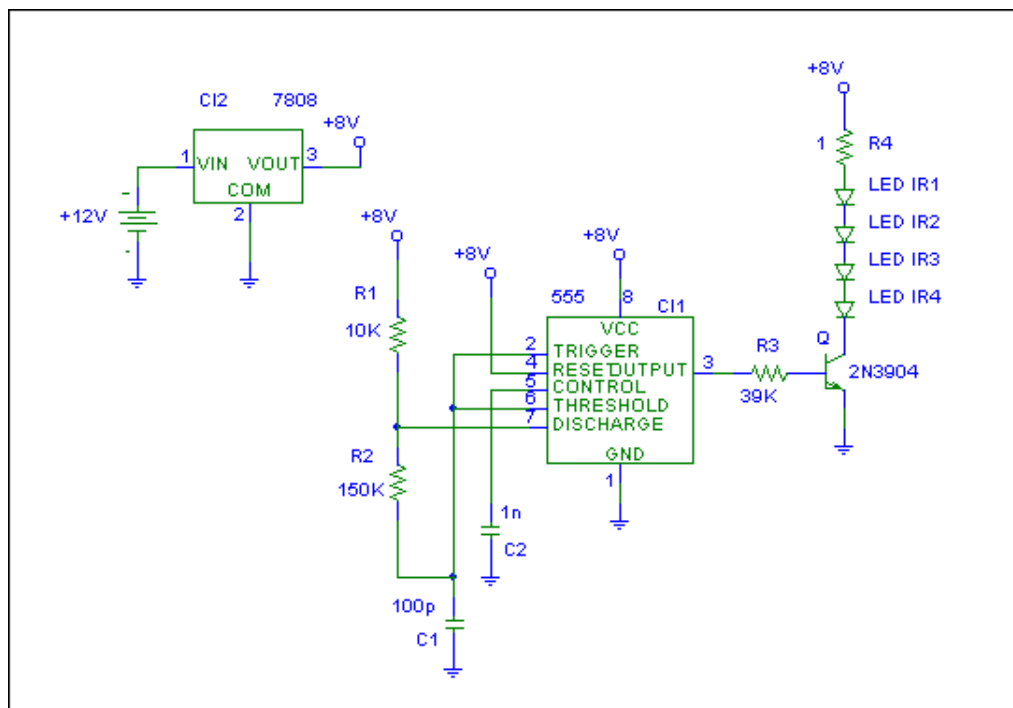 CI2 7808
+8V
1 VIN VOUT 3
COM
2
+12V
-
-
+8V
R1
10K
R2
150K
+8V
1n
C2
100p
C1
+8V
555 8 CI1
VCC
2 TRIGGER
4 RESET OUTPUT 3
5 CONTROL
6 THRESHOLD
7 DISCHARGE
GND
1
R3
39K
+8V
1 R4
LED IR1
LED IR2
LED IR3
LED IR4
Q
2N3904